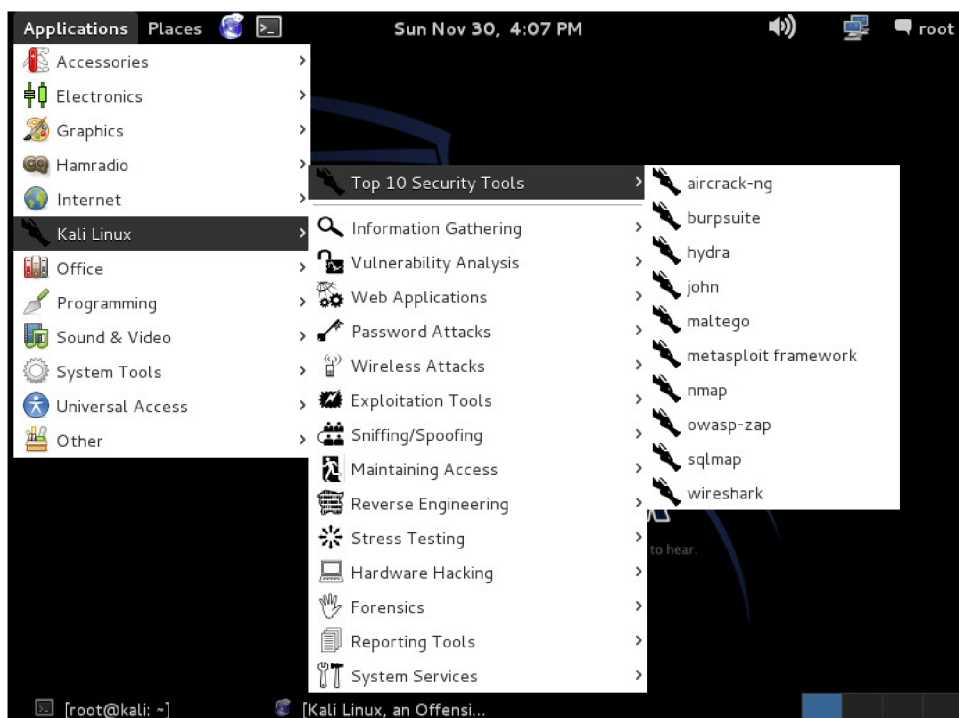 Applications Places Sun Nov 30, 4:07 PM root
Accessories
Electronics
Graphics
Hamradio
Internet
Kali Linux
Office
Programming
Sound & Video
System Tools
Universal Access
Other
Top 10 Security Tools
Information Gathering
Vulnerability Analysis
Web Applications
Password Attacks
Wireless Attacks
Exploitation Tools
Sniffing/Spoofing
Maintaining Access
Reverse Engineering
Stress Testing
Hardware Hacking
Forensics
Reporting Tools
System Services
aircrack-ng
burpsuite
hydra
john
maltego
metasploit framework
nmap
owasp-zap
sqlmap
wireshark
to hear.
[root@kali: ~] [Kali Linux, an Offensi...